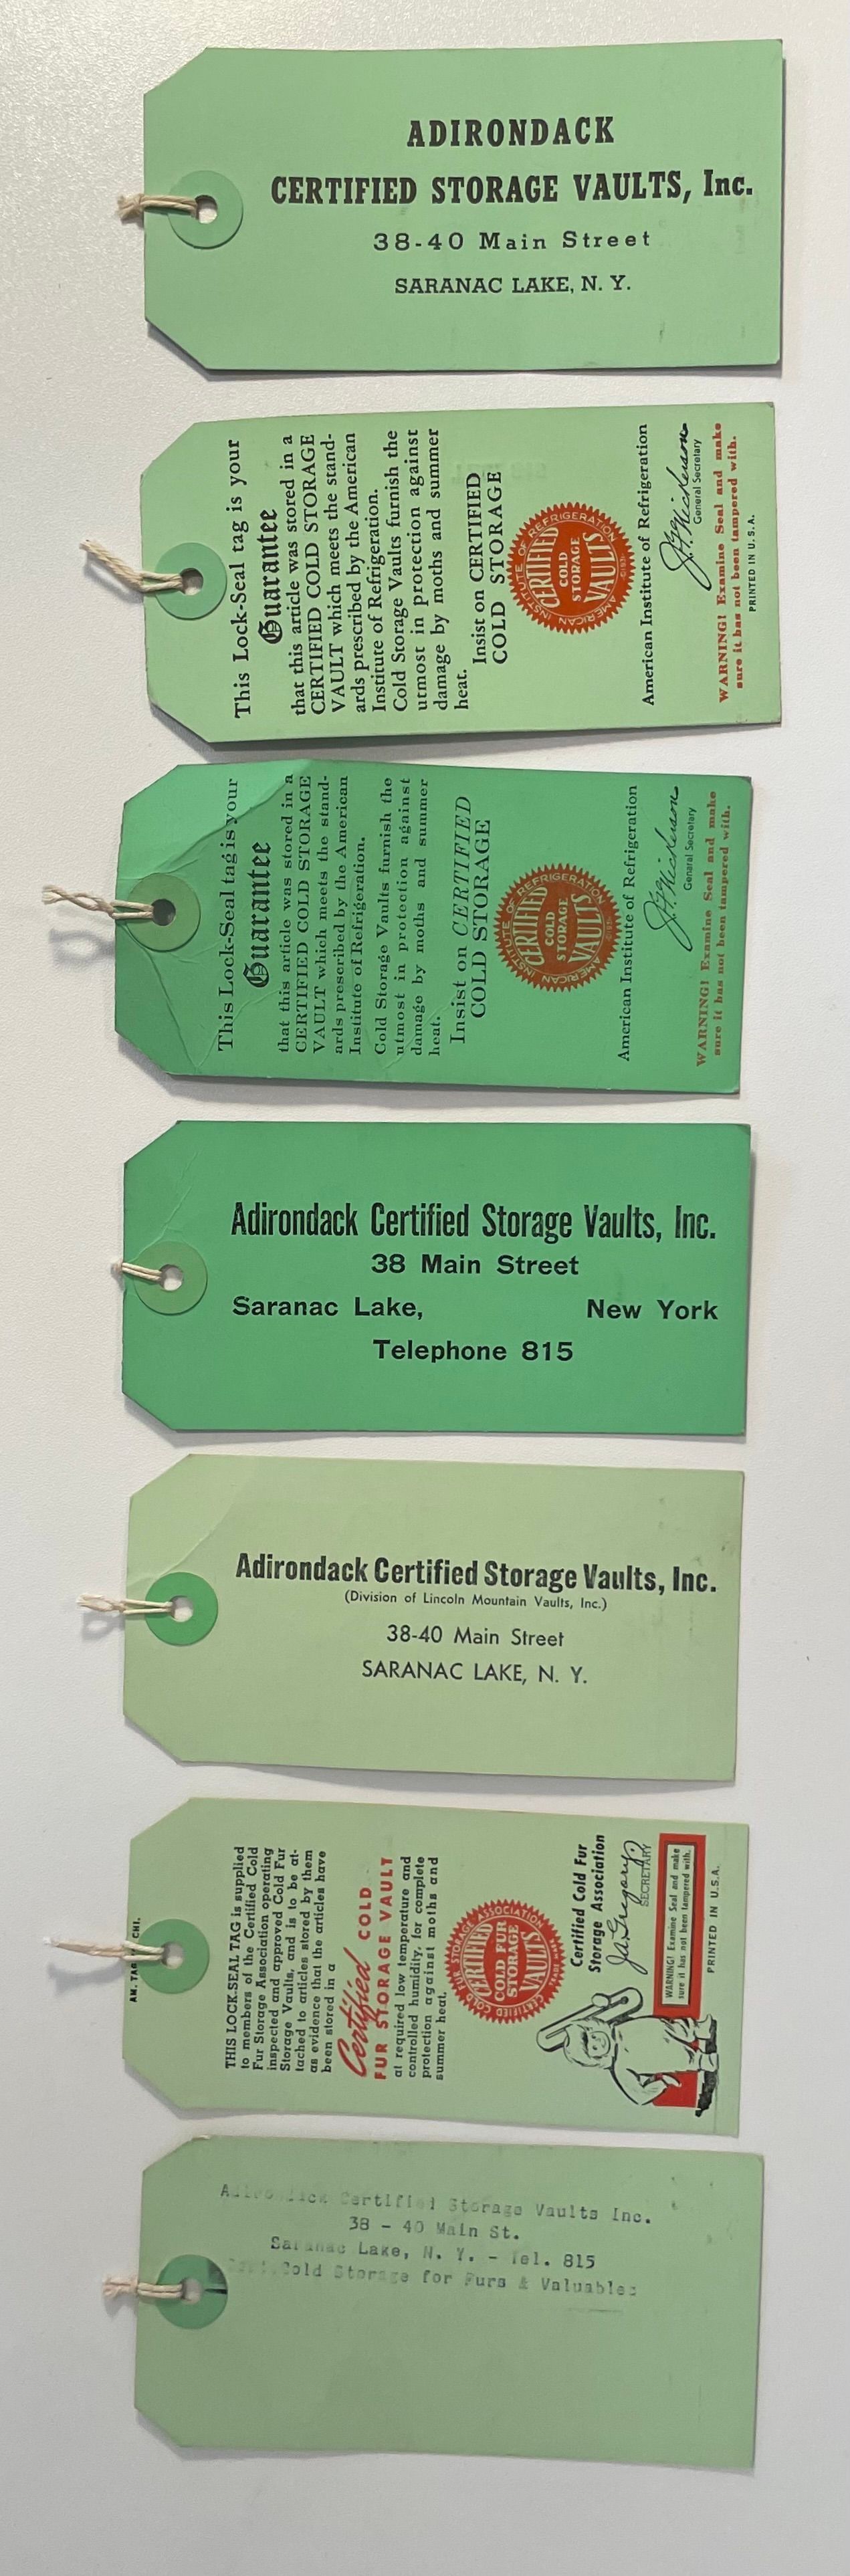 ADIRONDACK
CERTIFIED STORAGE VAULTS, Inc.
38-40 Main Street
SARANAC LAKE, N. Y.
This Lock-Seal tag is your
Guarantee
that this article was stored in a
CERTIFIED COLD STORAGE
VAULT which meets the stand-
ards prescribed by the American
Institute of Refrigeration.
Cold Storage Vaults furnish the
utmost in protection against
damage by moths and summer
heat.
Insist on CERTIFIED
COLD STORAGE
AMERICAN INSTITUTE OF REFRIGERATION
CERTIFIED
COLD
STORAGE
VAULTS
American Institute of Refrigeration
J. F. Nickerson
General Secretary
WARNING! Examine Seal and make
sure it has not been tampered with.
PRINTED IN U.S.A.
This Lock-Seal tag is your
Guarantee
that this article was stored in a
CERTIFIED COLD STORAGE
VAULT which meets the stand-
ards prescribed by the American
Institute of Refrigeration.
Cold Storage Vaults furnish the
utmost in protection against
damage by moths and summer
heat.
Insist on CERTIFIED
COLD STORAGE
AMERICAN INSTITUTE OF REFRIGERATION
CERTIFIED
COLD
STORAGE
VAULTS
American Institute of Refrigeration
J. F. Nickerson
General Secretary
WARNING! Examine Seal and make
sure it has not been tampered with.
Adirondack Certified Storage Vaults, Inc.
38 Main Street
Saranac Lake, New York
Telephone 815
Adirondack Certified Storage Vaults, Inc.
(Division of Lincoln Mountain Vaults, Inc.)
38-40 Main Street
SARANAC LAKE, N. Y.
AM. TAG CHI.
THIS LOCK-SEAL TAG is supplied
to members of the Certified Cold
Fur Storage Association operating
inspected and approved Cold Fur
Storage Vaults, and is to be at-
tached to articles stored by them
as evidence that the articles have
been stored in a
Certified COLD
FUR STORAGE VAULT
at required low temperature and
controlled humidity, for complete
protection against moths and
summer heat.
CERTIFIED COLD FUR STORAGE ASSOCIATION
CERTIFIED
COLD FUR
STORAGE
VAULTS
Certified Cold Fur
Storage Association
J.A. Gregory
SECRETARY
WARNING! Examine Seal and make
sure it has not been tampered with.
PRINTED IN U.S.A.
Adirondack Certified Storage Vaults Inc.
38 - 40 Main St.
Saranac Lake, N. Y. - Tel. 815
Cold Storage for Furs & Valuables